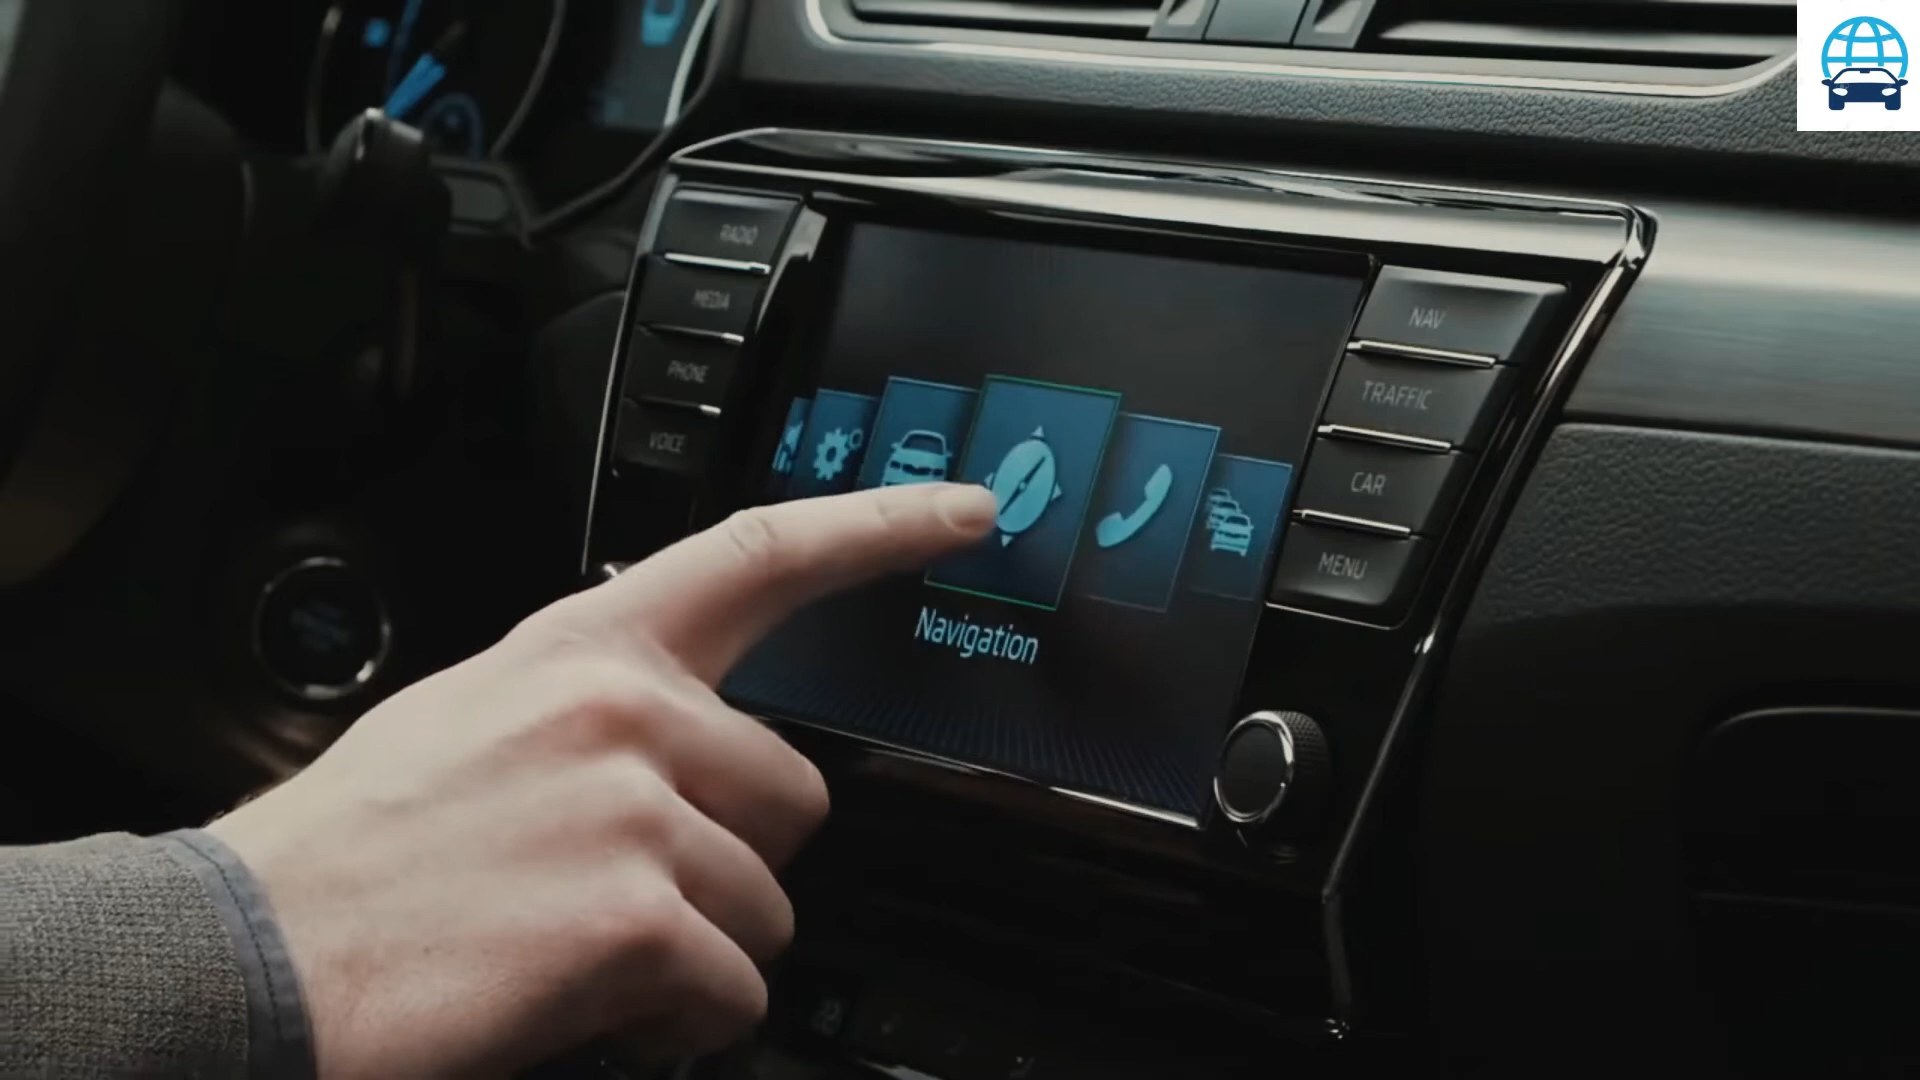 RADIO
MEDIA
PHONE
VOICE
NAV
TRAFFIC
CAR
MENU
Navigation